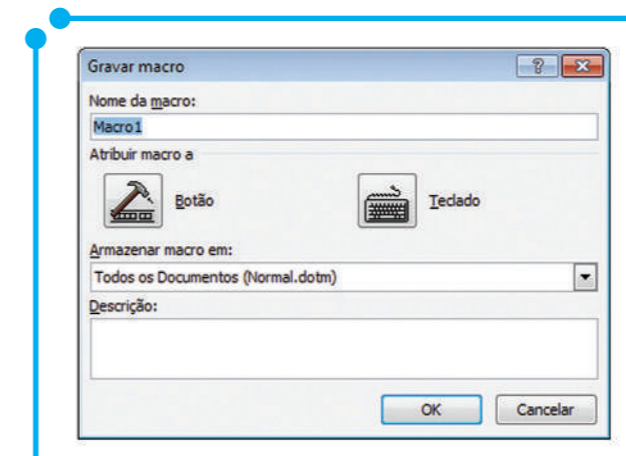 Gravar macro
Nome da macro:
Macro1
Atribuir macro a
Botão Teclado
Armazenar macro em:
Todos os Documentos (Normal.dotm)
Descrição:
OK Cancelar